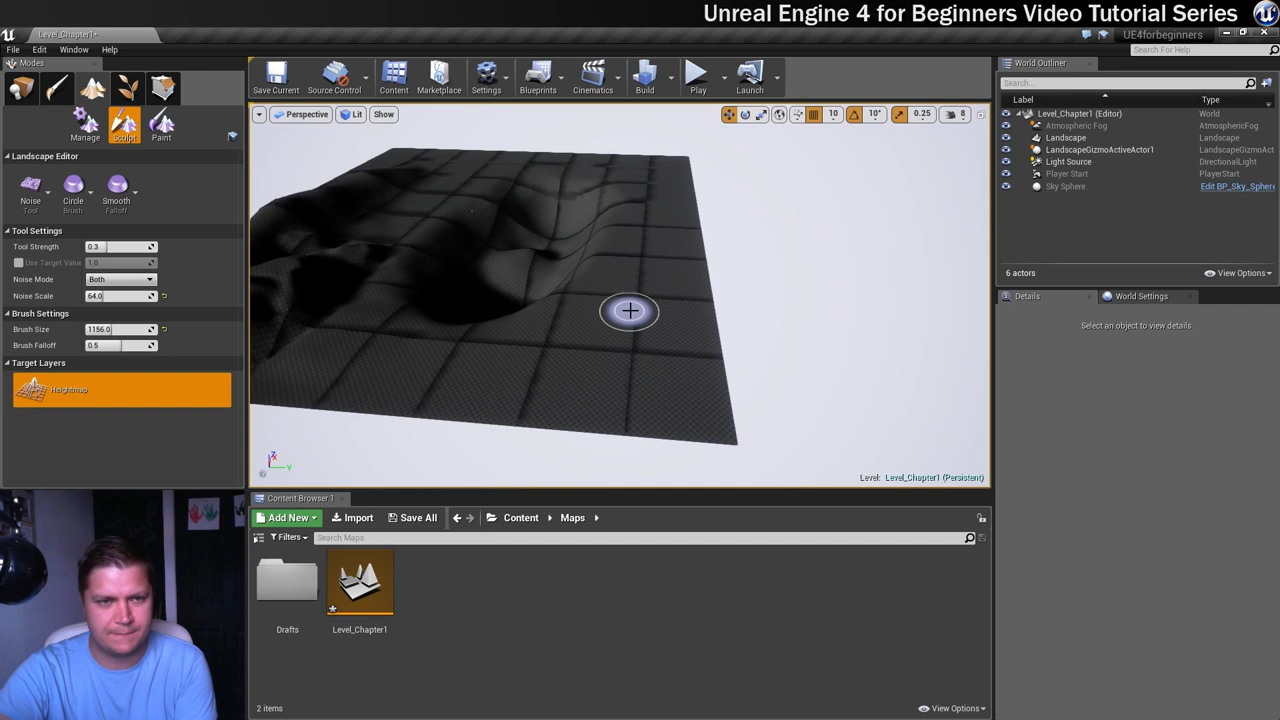 Unreal Engine 4 for Beginners Video Tutorial Series
Level_Chapter1*
UE4forbeginners
File Edit Window Help
Search For Help
Modes
World Outliner
Save Current
Source Control
Content
Marketplace
Settings
Blueprints
Cinematics
Build
Play
Launch
Search...
Label
Type
Perspective
Lit
Show
10
10°
0.25
8
Level_Chapter1 (Editor) World
Atmospheric Fog AtmosphericFog
Landscape Landscape
LandscapeGizmoActiveActor1 LandscapeGizmoAct
Light Source DirectionalLight
Player Start PlayerStart
Sky Sphere Edit BP_Sky_Sphere
Manage
Sculpt
Paint
Landscape Editor
Noise
Tool
Circle
Brush
Smooth
Falloff
Tool Settings
Tool Strength 0.3
Use Target Value 1.0
Noise Mode Both
Noise Scale 64.0
Brush Settings
Brush Size 1156.0
Brush Falloff 0.5
Target Layers
Heightmap
6 actors
View Options
Details
World Settings
Select an object to view details.
Z
Y
Level: Level_Chapter1 (Persistent)
Content Browser 1
Add New
Import
Save All
Content
Maps
Filters
Search Maps
Drafts
Level_Chapter1
2 items
View Options